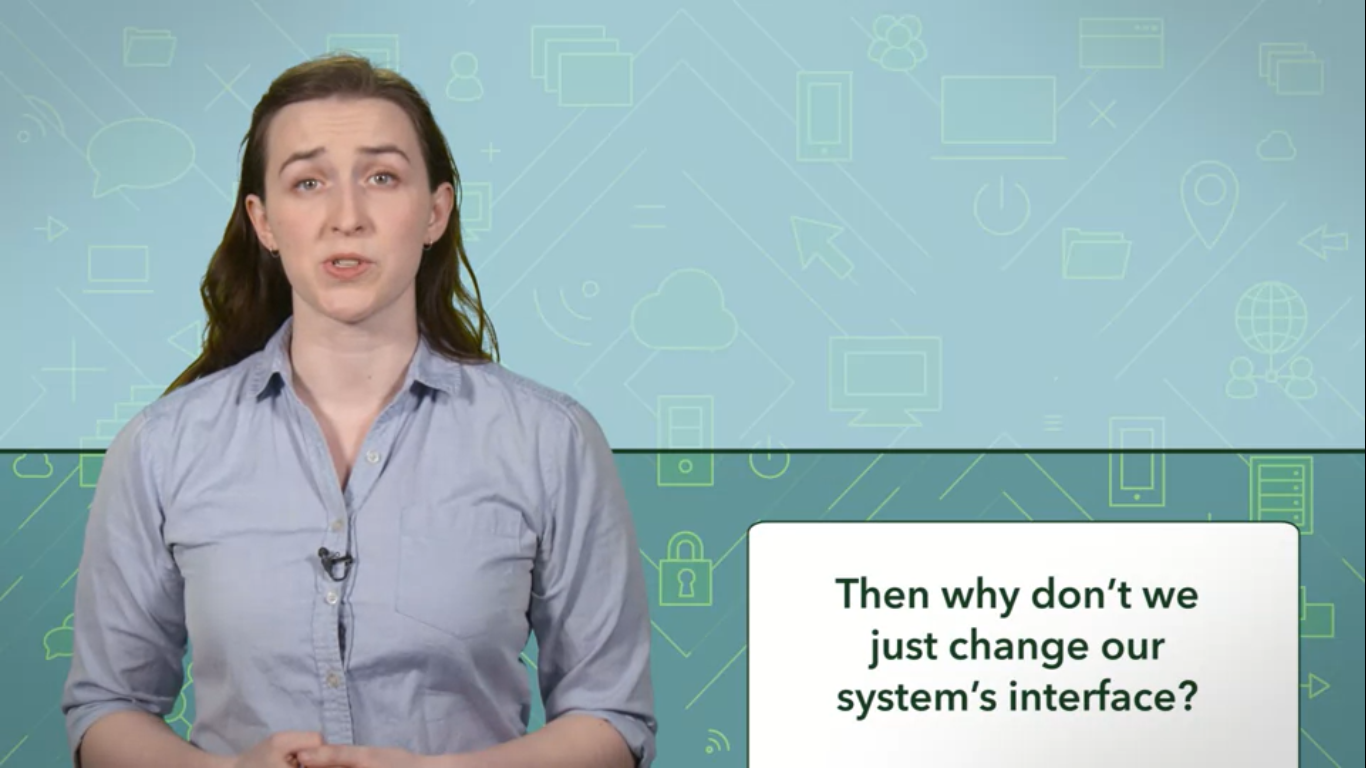 Then why don’t we
just change our
system’s interface?